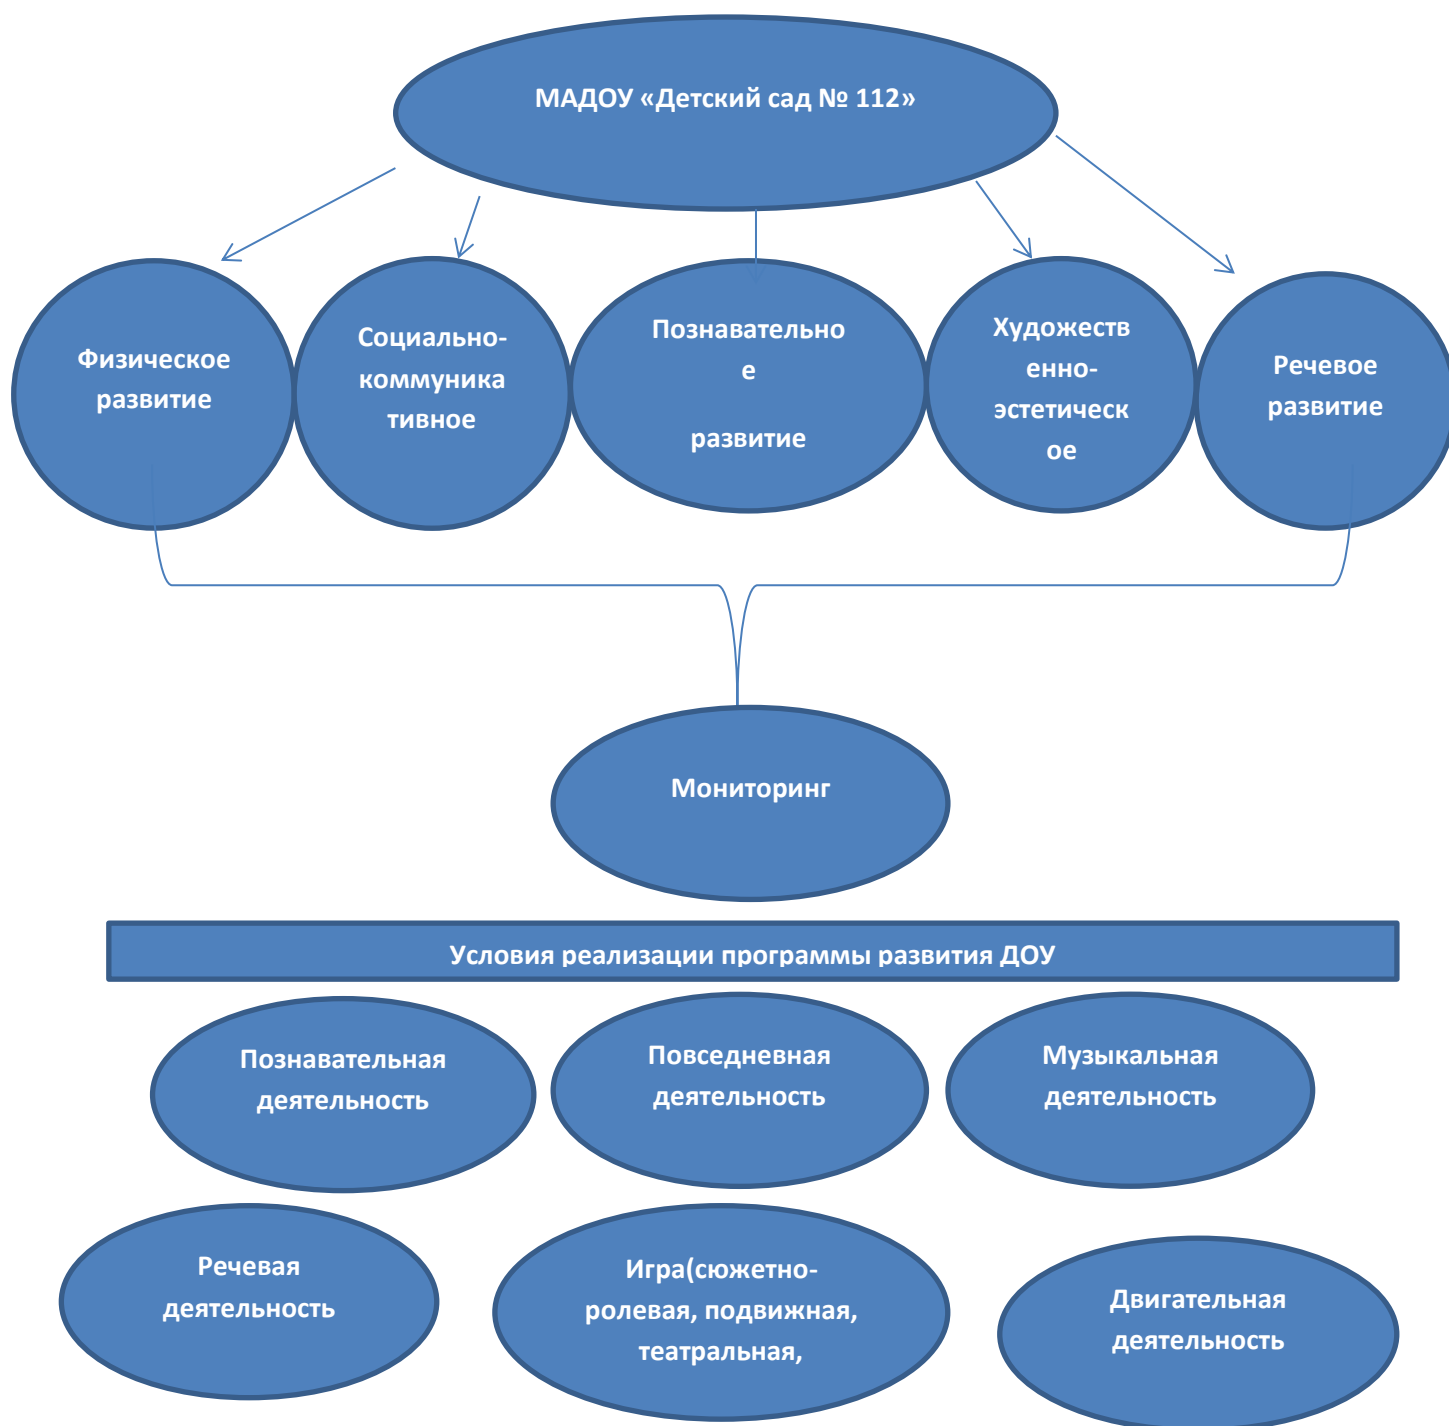 МАДОУ «Детский сад № 112»
Физическое
развитие
Социально-
коммуника
тивное
Познавательно
е
развитие
Художеств
енно-
эстетическ
ое
Речевое
развитие
Мониторинг
Условия реализации программы развития ДОУ
Познавательная
деятельность
Повседневная
деятельность
Музыкальная
деятельность
Речевая
деятельность
Игра(сюжетно-
ролевая, подвижная,
театральная,
Двигательная
деятельность